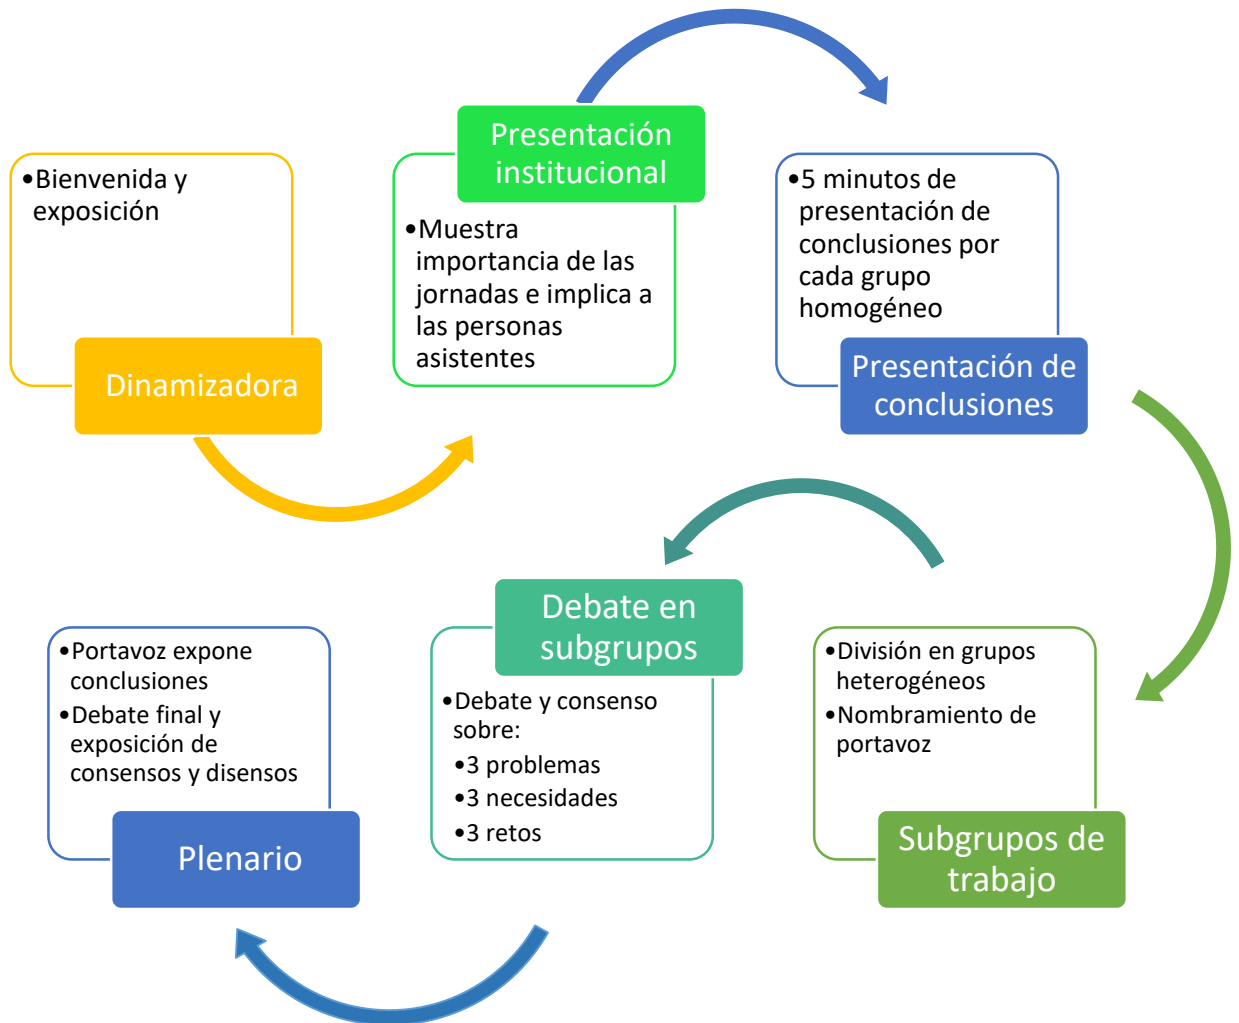 •Bienvenida y
exposición
Dinamizadora
Presentación
institucional
•Muestra
importancia de las
jornadas e implica a
las personas
asistentes
•5 minutos de
presentación de
conclusiones por
cada grupo
homogéneo
Presentación de
conclusiones
•División en grupos
heterogéneos
•Nombramiento de
portavoz
Subgrupos de
trabajo
Debate en
subgrupos
•Debate y consenso
sobre:
•3 problemas
•3 necesidades
•3 retos
•Portavoz expone
conclusiones
•Debate final y
exposición de
consensos y disensos
Plenario